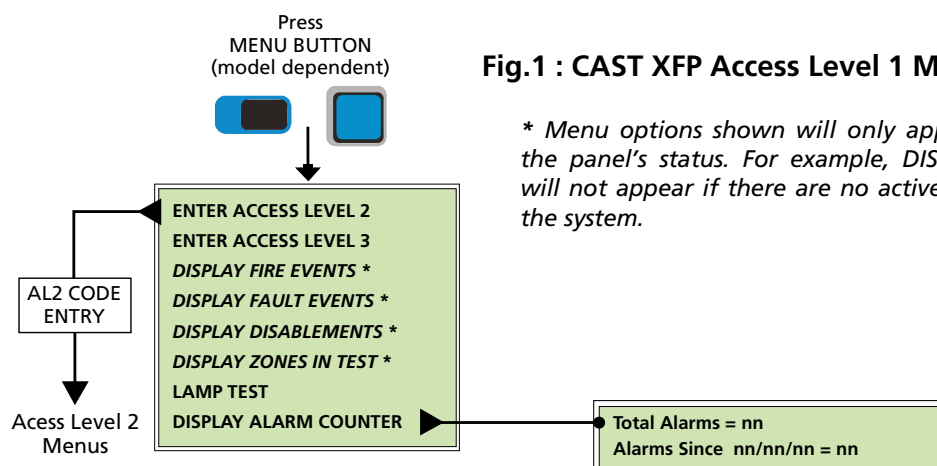 Press
MENU BUTTON
(model dependent)
Fig.1 : CAST XFP Access Level 1 M
* Menu options shown will only app
the panel's status. For example, DIS
will not appear if there are no active
the system.
ENTER ACCESS LEVEL 2
ENTER ACCESS LEVEL 3
DISPLAY FIRE EVENTS *
DISPLAY FAULT EVENTS *
DISPLAY DISABLEMENTS *
DISPLAY ZONES IN TEST *
LAMP TEST
DISPLAY ALARM COUNTER
AL2 CODE
ENTRY
Acess Level 2
Menus
Total Alarms = nn
Alarms Since nn/nn/nn = nn